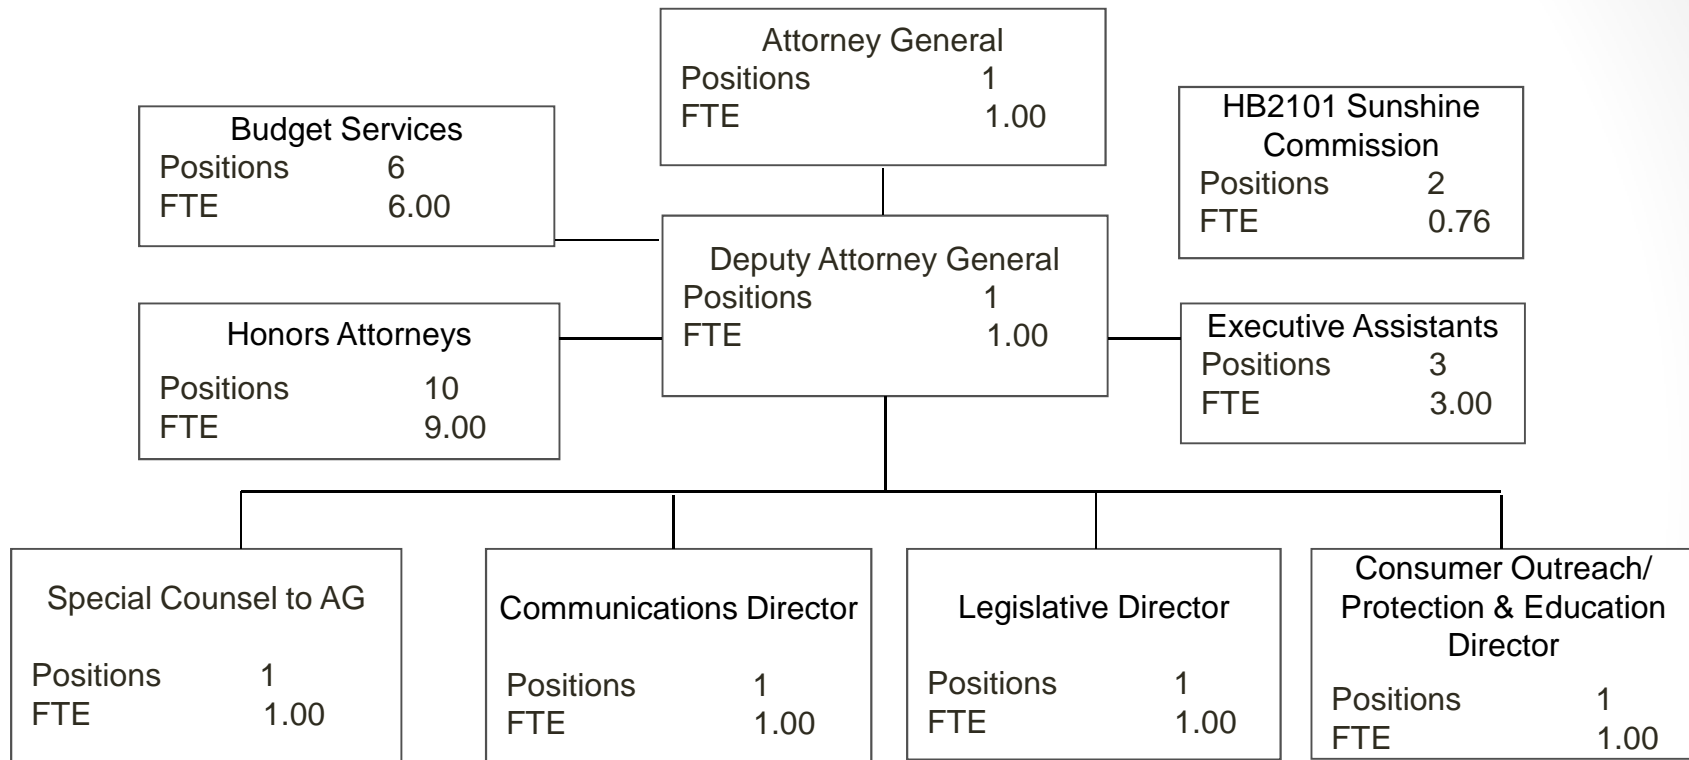 Attorney General
Positions 1
FTE 1.00
Budget Services
Positions 6
FTE 6.00
HB2101 Sunshine
Commission
Positions 2
FTE 0.76
Deputy Attorney General
Positions 1
FTE 1.00
Honors Attorneys
Positions 10
FTE 9.00
Executive Assistants
Positions 3
FTE 3.00
Special Counsel to AG
Positions 1
FTE 1.00
Communications Director
Positions 1
FTE 1.00
Legislative Director
Positions 1
FTE 1.00
Consumer Outreach/
Protection & Education
Director
Positions 1
FTE 1.00